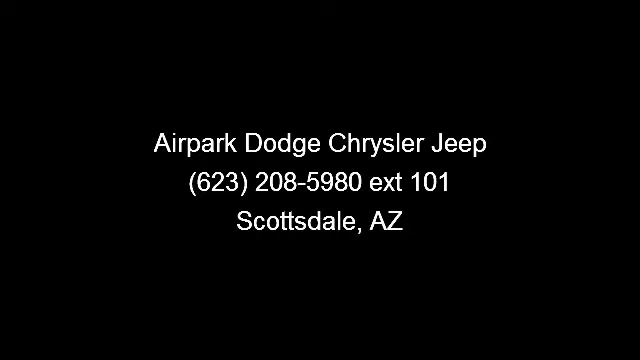 Airpark Dodge Chrysler Jeep
(623) 208-5980 ext 101
Scottsdale, AZ